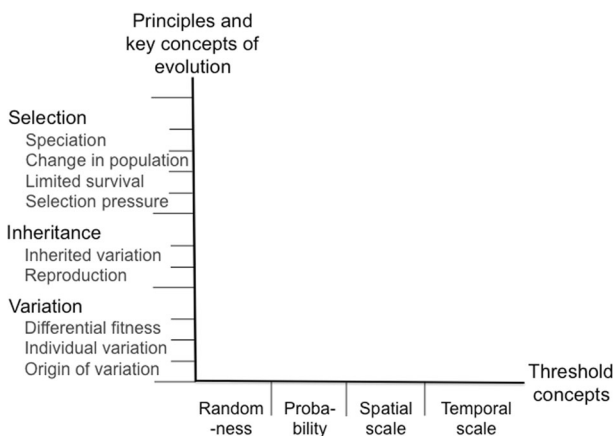 Principles and
key concepts of
evolution
Selection
Speciation
Change in population
Limited survival
Selection pressure
Inheritance
Inherited variation
Reproduction
Variation
Differential fitness
Individual variation
Origin of variation
Threshold
concepts
Random
-ness
Proba-
bility
Spatial
scale
Temporal
scale